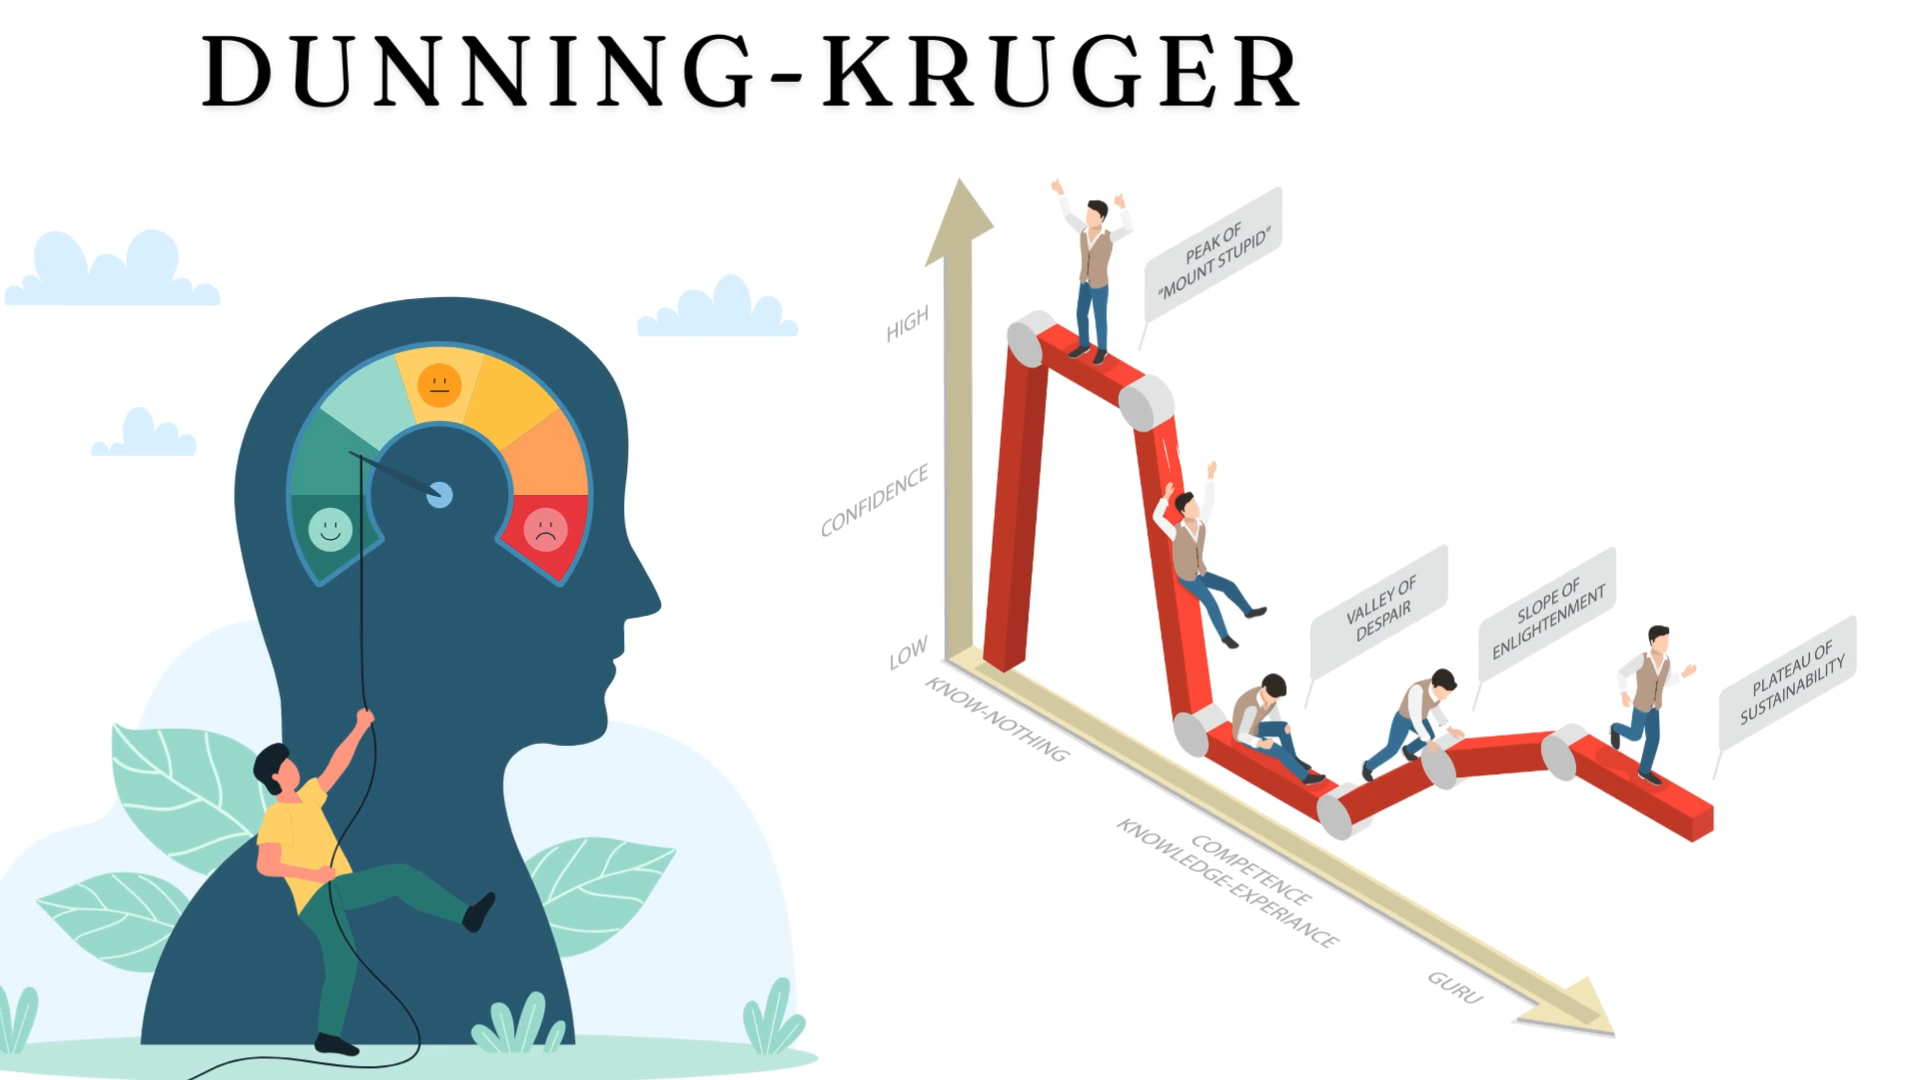 DUNNING-KRUGER
PEAK OF
"MOUNT STUPID"
HIGH
CONFIDENCE
LOW
VALLEY OF
DESPAIR
SLOPE OF
ENLIGHTENMENT
PLATEAU OF
SUSTAINABILITY
KNOW-NOTHING
COMPETENCE
KNOWLEDGE-EXPERIANCE
GURU